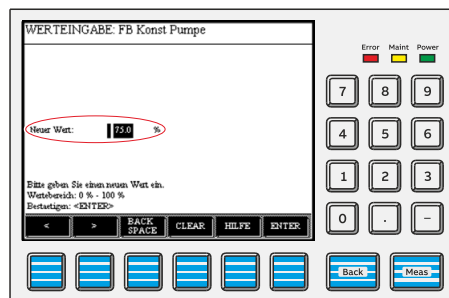 WERTEINGABE: FB Konst Pumpe
Error Maint Power
7 8 9
Neuer Wert: 75.0 %
4 5 6
1 2 3
Bitte geben Sie einen neuen Wert ein.
Wertebereich: 0 % - 100 %
Bestaetigen: <ENTER>
0 . –
< > BACK SPACE CLEAR HILFE ENTER
Back Meas